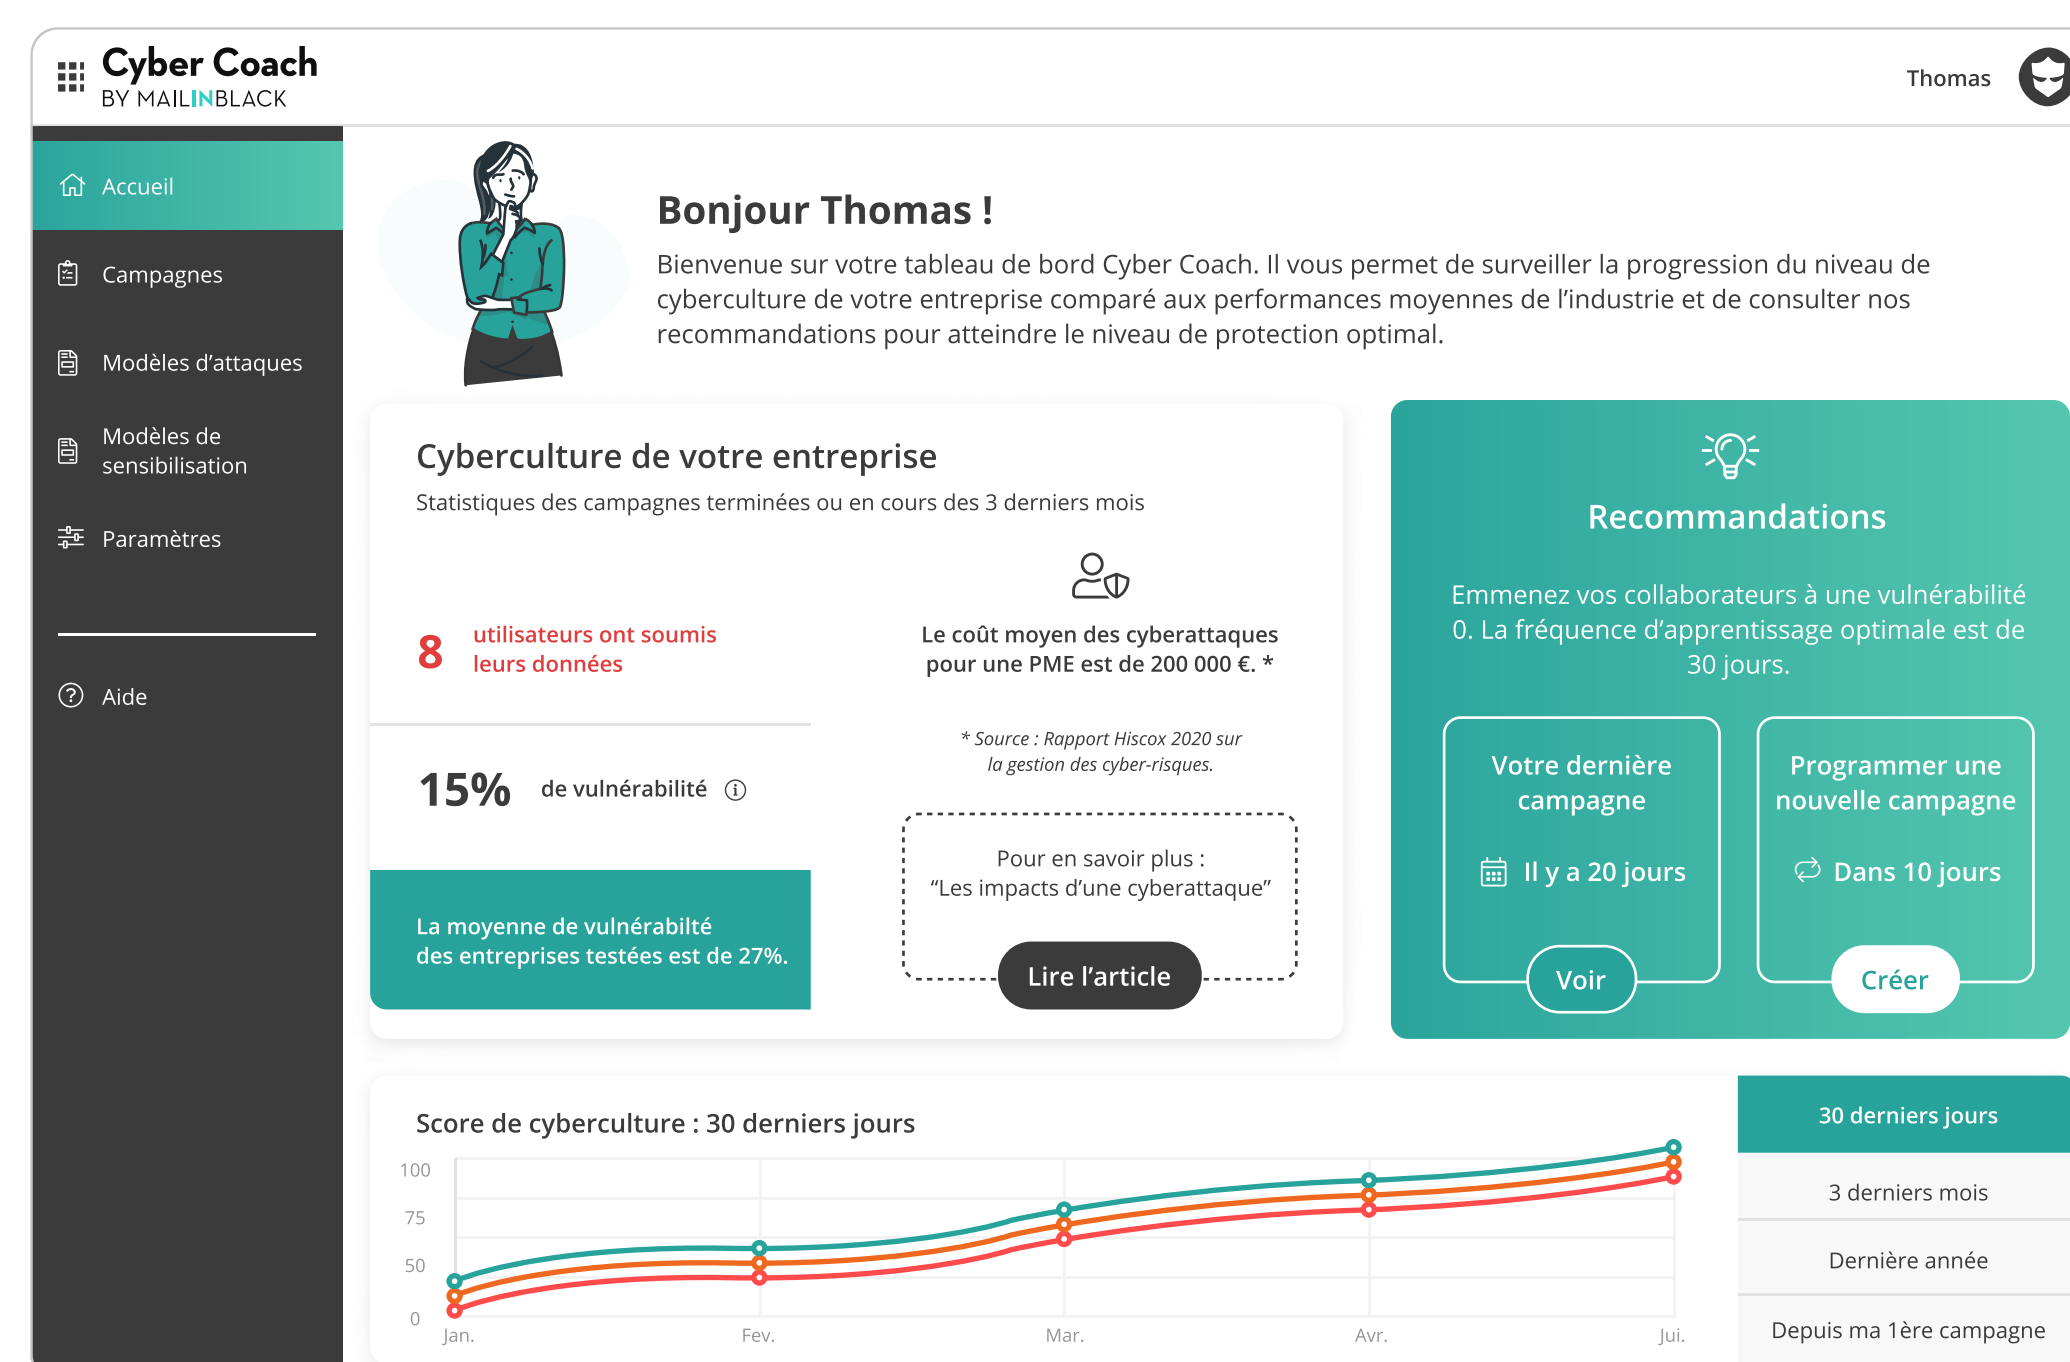 Cyber Coach
BY MAILINBLACK
Thomas
Accueil
Campagnes
Modèles d’attaques
Modèles de
sensibilisation
Paramètres
Aide
Bonjour Thomas !
Bienvenue sur votre tableau de bord Cyber Coach. Il vous permet de surveiller la progression du niveau de
cyberculture de votre entreprise comparé aux performances moyennes de l’industrie et de consulter nos
recommandations pour atteindre le niveau de protection optimal.
Cyberculture de votre entreprise
Statistiques des campagnes terminées ou en cours des 3 derniers mois
8
utilisateurs ont soumis
leurs données
15%
de vulnérabilité
La moyenne de vulnérabilté
des entreprises testées est de 27%.
Le coût moyen des cyberattaques
pour une PME est de 200 000 €. *
* Source : Rapport Hiscox 2020 sur
la gestion des cyber-risques.
Pour en savoir plus :
“Les impacts d’une cyberattaque”
Lire l’article
Recommandations
Emmenez vos collaborateurs à une vulnérabilité
0. La fréquence d’apprentissage optimale est de
30 jours.
Votre dernière
campagne
Il y a 20 jours
Voir
Programmer une
nouvelle campagne
Dans 10 jours
Créer
Score de cyberculture : 30 derniers jours
100
75
50
0
Jan.
Fev.
Mar.
Avr.
Jui.
30 derniers jours
3 derniers mois
Dernière année
Depuis ma 1ère campagne